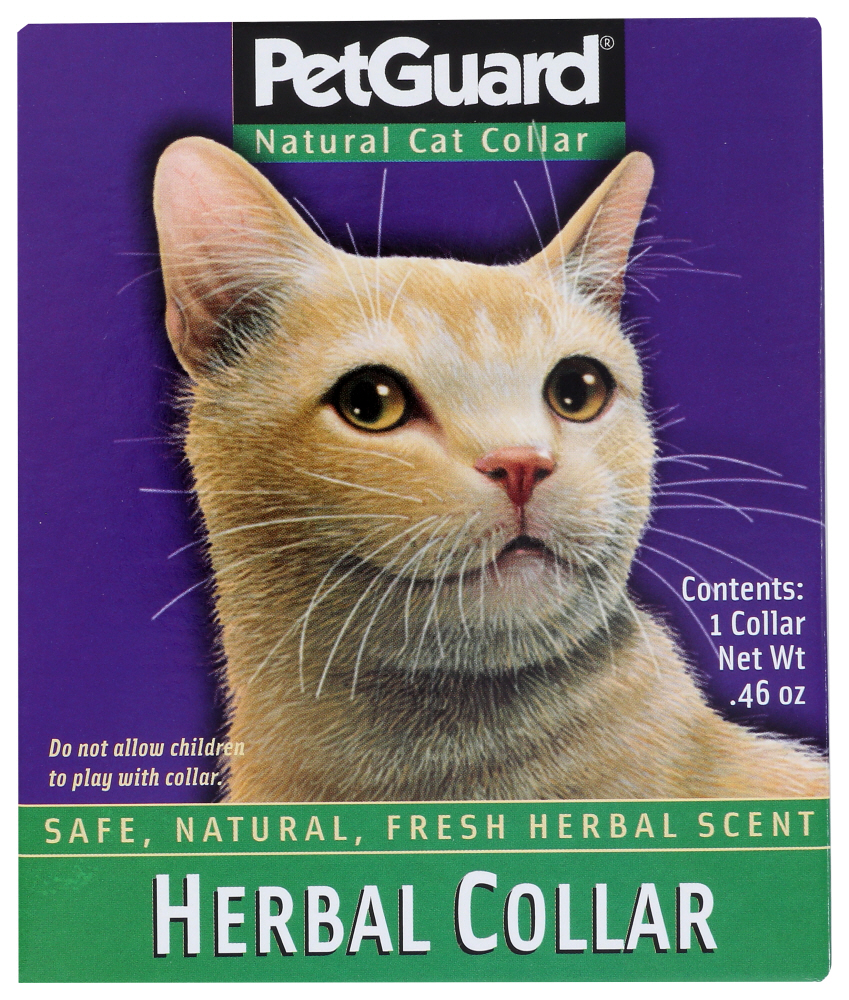 PetGuard®
Natural Cat Collar
Contents:
1 Collar
Net Wt
.46 oz
Do not allow children
to play with collar.
SAFE, NATURAL, FRESH HERBAL SCENT
HERBAL COLLAR